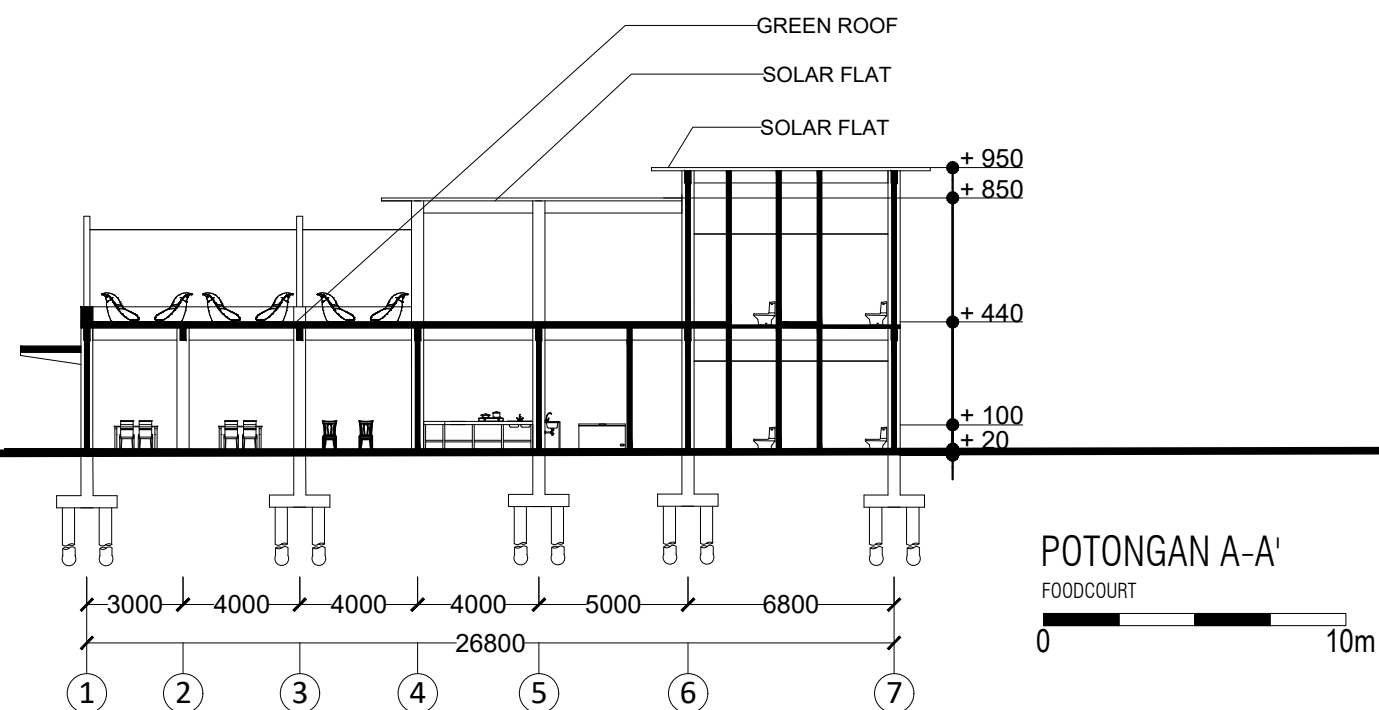 GREEN ROOF
SOLAR FLAT
SOLAR FLAT
+ 950
+ 850
+ 440
+ 100
+ 20
POTONGAN A-A'
FOODCOURT
0 10m
3000 4000 4000 4000 5000 6800
26800
1 2 3 4 5 6 7